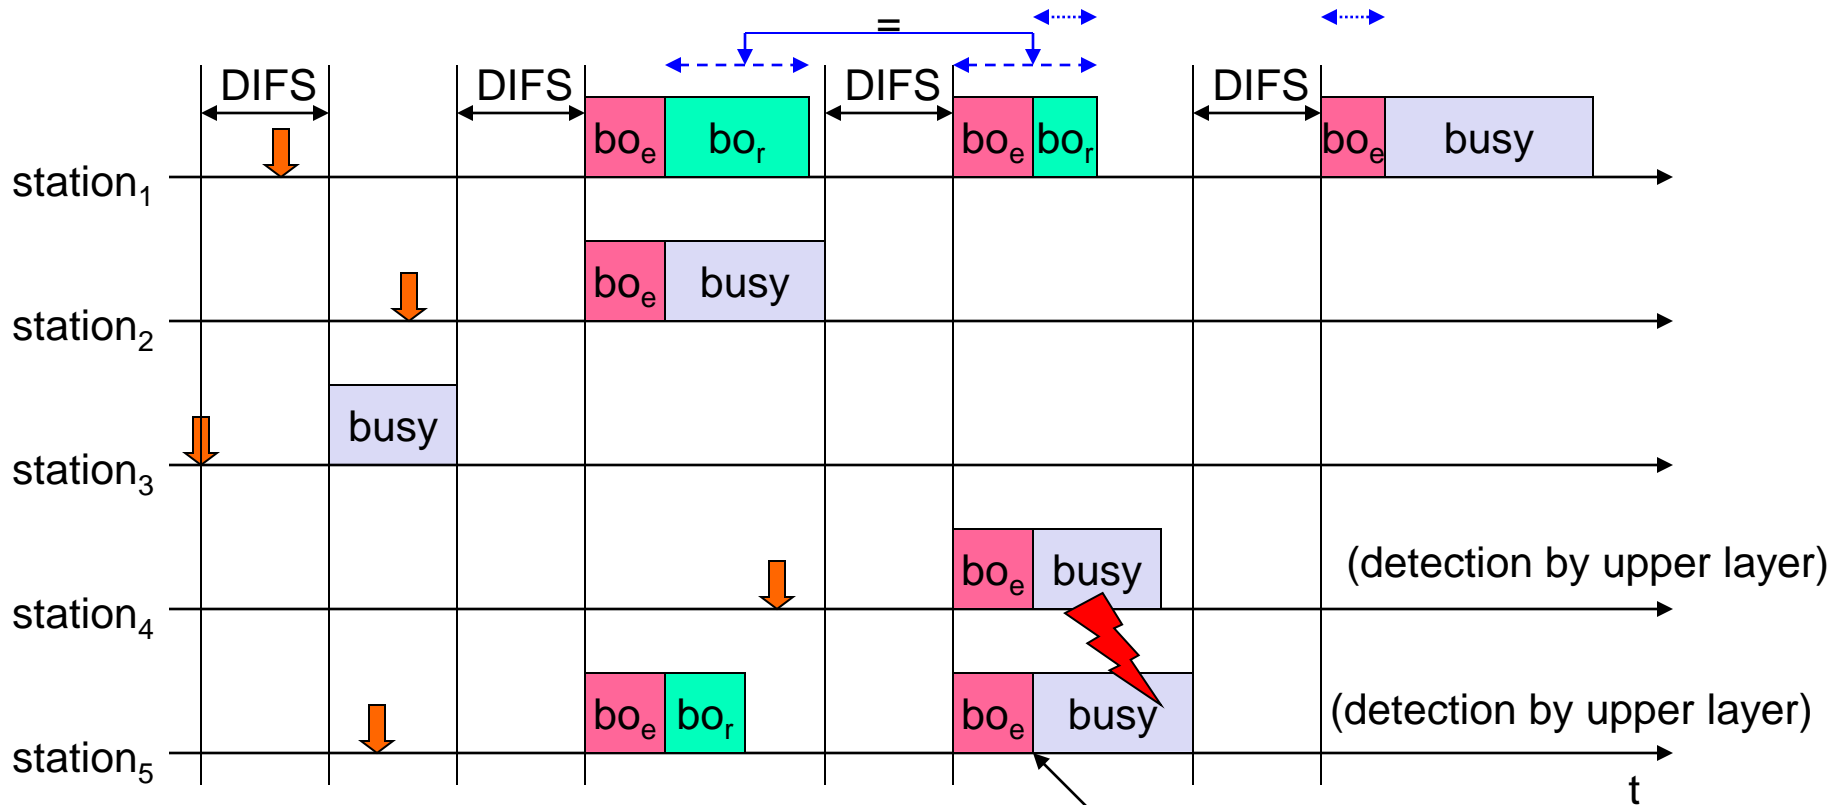 =
DIFS DIFS DIFS DIFS
station₁ boₑ boᵣ boₑ boᵣ boₑ busy
station₂ boₑ busy
station₃ busy
station₄ boₑ busy (detection by upper layer)
station₅ boₑ boᵣ boₑ busy (detection by upper layer)
t